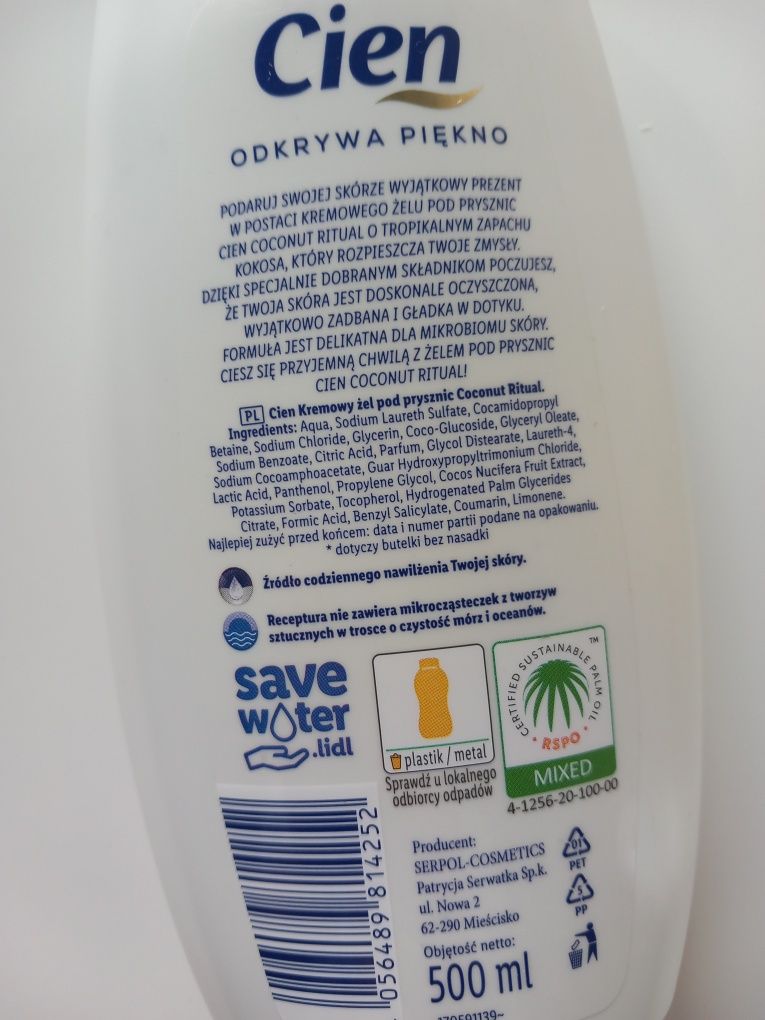 Cien
ODKRYWA PIĘKNO
PODARUJ SWOJEJ SKÓRZE WYJĄTKOWY PREZENT
W POSTACI KREMOWEGO ŻELU POD PRYSZNIC
CIEN COCONUT RITUAL O TROPIKALNYM ZAPACHU
KOKOSA, KTÓRY ROZPIESZCZA TWOJE ZMYSŁY.
DZIĘKI SPECJALNIE DOBRANYM SKŁADNIKOM POCZUJESZ,
ŻE TWOJA SKÓRA JEST DOSKONALE OCZYSZCZONA,
WYJĄTKOWO ZADBANA I GŁADKA W DOTYKU.
FORMUŁA JEST DELIKATNA DLA MIKROBIOMU SKÓRY.
CIESZ SIĘ PRZYJEMNĄ CHWILĄ Z ŻELEM POD PRYSZNIC
CIEN COCONUT RITUAL!
PL Cien Kremowy żel pod prysznic Coconut Ritual.
Ingredients: Aqua, Sodium Laureth Sulfate, Cocamidopropyl
Betaine, Sodium Chloride, Glycerin, Coco-Glucoside, Glyceryl Oleate,
Sodium Benzoate, Citric Acid, Parfum, Glycol Distearate, Laureth-4,
Sodium Cocoamphoacetate, Guar Hydroxypropyltrimonium Chloride,
Lactic Acid, Panthenol, Propylene Glycol, Cocos Nucifera Fruit Extract,
Potassium Sorbate, Tocopherol, Hydrogenated Palm Glycerides
Citrate, Formic Acid, Benzyl Salicylate, Coumarin, Limonene.
Najlepiej zużyć przed końcem: data i numer partii podane na opakowaniu.
* dotyczy butelki bez nasadki
Źródło codziennego nawilżenia Twojej skóry.
Receptura nie zawiera mikrocząsteczek z tworzyw
sztucznych w trosce o czystość mórz i oceanów.
save
water
.lidl
plastik / metal
Sprawdź u lokalnego
odbiorcy odpadów
CERTIFIED SUSTAINABLE PALM OIL TM
RSPO
MIXED
4-1256-20-100-00
Producent:
SERPOL-COSMETICS
Patrycja Serwatka Sp.k.
ul. Nowa 2
62-290 Mieścisko
Objętość netto:
500 ml
01
PET
5
PP
056489 814252